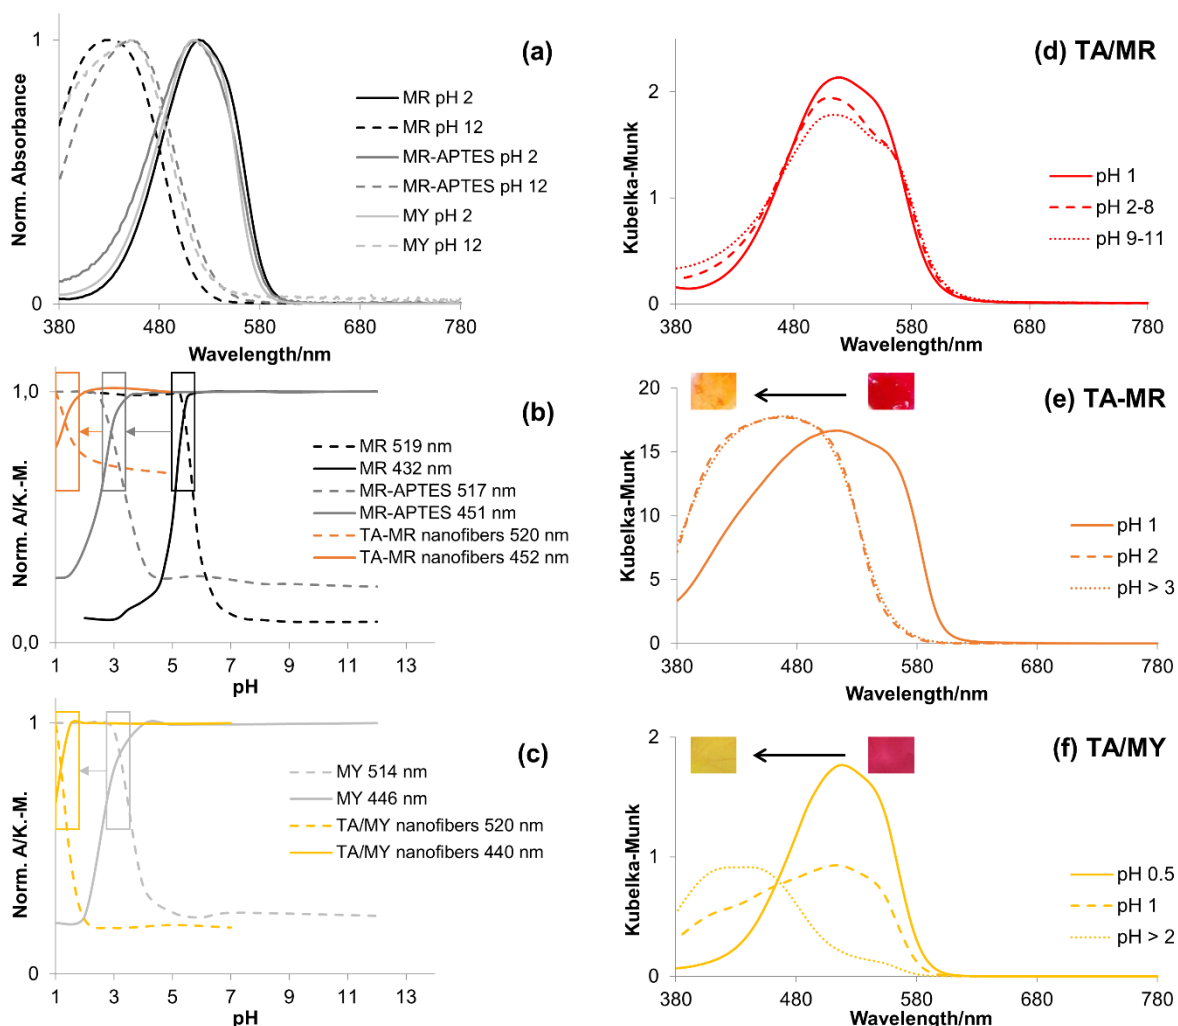 (a)
1
0
Norm. Absorbance
MR pH 2
MR pH 12
MR-APTES pH 2
MR-APTES pH 12
MY pH 2
MY pH 12
380 480 580 680 780
Wavelength/nm
(b)
1,0
0,0
Norm. A/K.-M.
MR 519 nm
MR 432 nm
MR-APTES 517 nm
MR-APTES 451 nm
TA-MR nanofibers 520 nm
TA-MR nanofibers 452 nm
1 3 5 7 9 11 13
pH
(c)
1
0
Norm. A/K.-M.
MY 514 nm
MY 446 nm
TA/MY nanofibers 520 nm
TA/MY nanofibers 440 nm
1 3 5 7 9 11 13
pH
(d) TA/MR
2
1
0
Kubelka-Munk
pH 1
pH 2-8
pH 9-11
380 480 580 680 780
Wavelength/nm
(e) TA-MR
20
15
10
5
0
Kubelka-Munk
pH 1
pH 2
pH > 3
380 480 580 680 780
Wavelength/nm
(f) TA/MY
2
1
0
Kubelka-Munk
pH 0.5
pH 1
pH > 2
380 480 580 680 780
Wavelength/nm